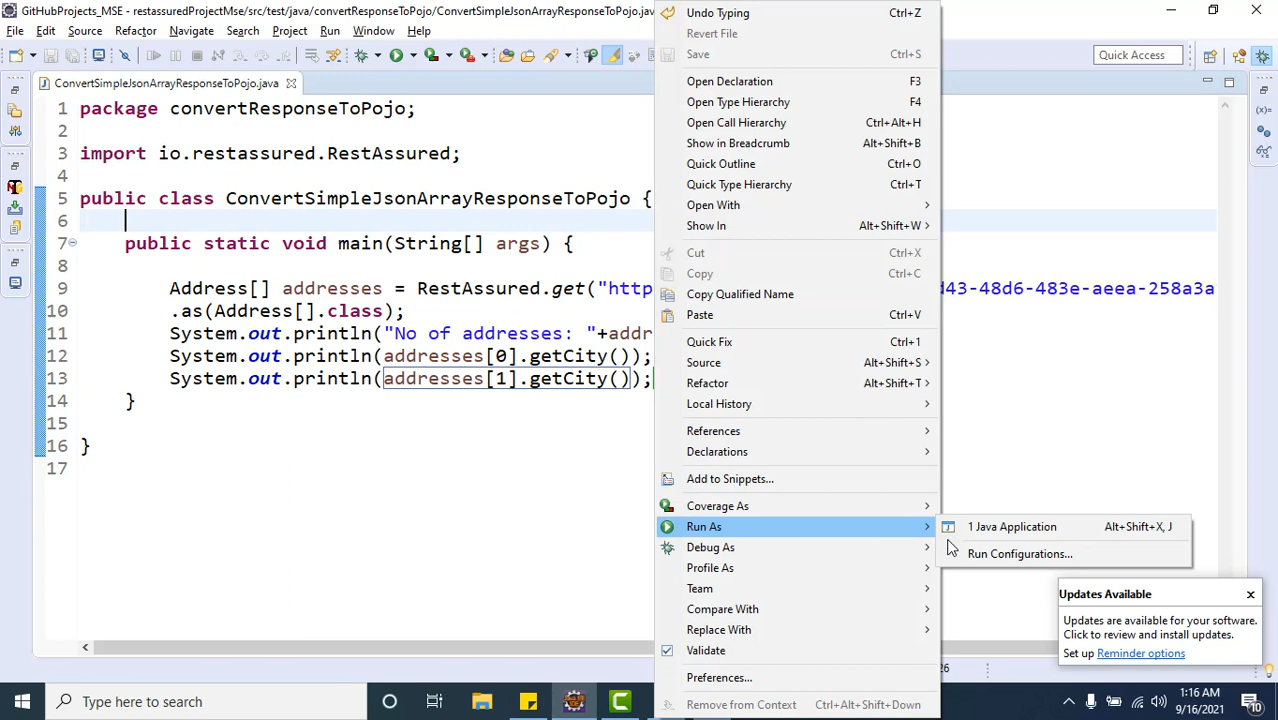 GitHubProjects_MSE - restassuredProjectMse/src/test/java/convertResponseToPojo/ConvertSimpleJsonArrayResponseToPojo.java
File Edit Source Refactor Navigate Search Project Run Window Help
Quick Access
ConvertSimpleJsonArrayResponseToPojo.java
1 package convertResponseToPojo;
2
3 import io.restassured.RestAssured;
4
5 public class ConvertSimpleJsonArrayResponseToPojo {
6
7 public static void main(String[] args) {
8
9 Address[] addresses = RestAssured.get("http d43-48d6-483e-aeea-258a3a
10 .as(Address[].class);
11 System.out.println("No of addresses: "+addr
12 System.out.println(addresses[0].getCity());
13 System.out.println(addresses[1].getCity());
14 }
15
16 }
17
Undo Typing Ctrl+Z
Revert File
Save Ctrl+S
Open Declaration F3
Open Type Hierarchy F4
Open Call Hierarchy Ctrl+Alt+H
Show in Breadcrumb Alt+Shift+B
Quick Outline Ctrl+O
Quick Type Hierarchy Ctrl+T
Open With
Show In Alt+Shift+W
Cut Ctrl+X
Copy Ctrl+C
Copy Qualified Name
Paste Ctrl+V
Quick Fix Ctrl+1
Source Alt+Shift+S
Refactor Alt+Shift+T
Local History
References
Declarations
Add to Snippets...
Coverage As
Run As
Debug As
Profile As
Team
Compare With
Replace With
Validate
Preferences...
Remove from Context Ctrl+Alt+Shift+Down
1 Java Application Alt+Shift+X, J
Run Configurations...
Updates Available
Updates are available for your software.
Click to review and install updates.
Set up Reminder options
26
Type here to search
1:16 AM
9/16/2021
10